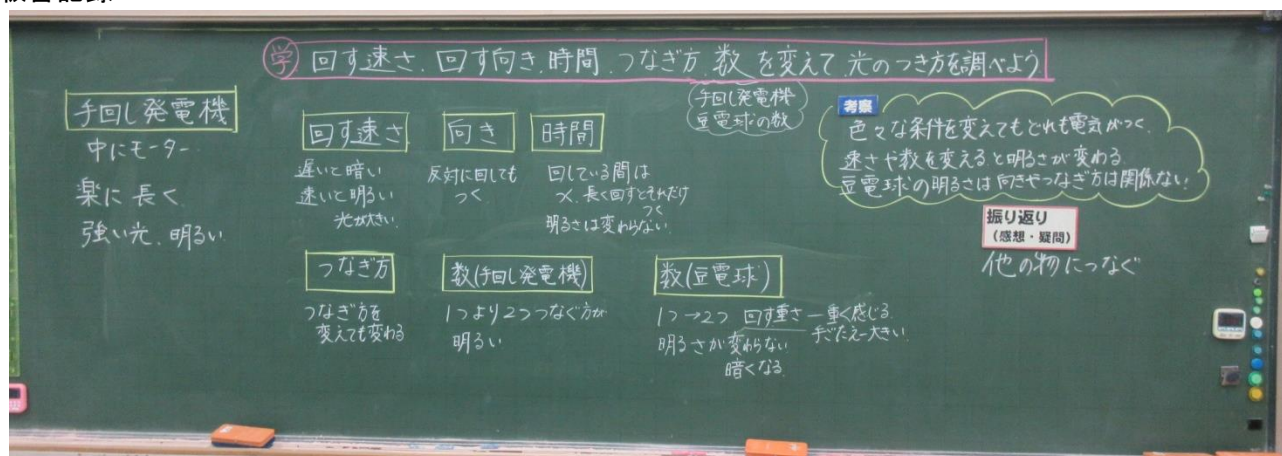 学 回す速さ、回す向き、時間、つなぎ方、数を変えて光のつき方を調べよう
手回し発電機
豆電球の数
手回し発電機
中にモーター
楽に長く
強い光、明るい
回す速さ
遅いと暗い
速いと明るい
光が大きい
向き
反対に回しても
つく
時間
回している間は
つく、長く回すとそれだけ
つく
明るさは変わらない
つなぎ方
つなぎ方を
変えても変わる
数(手回し発電機)
1つより2つつなぐ方が
明るい
数(豆電球)
1つ→2つ 回す重さー重く感じる
手ごたえー大きい
明るさが変わらない
暗くなる
考察
色々な条件を変えてもどれも電気がつく。
速さや数を変えると明るさが変わる。
豆電球の明るさは向きやつなぎ方は関係ない!
振り返り
(感想・疑問)
他の物につなぐ